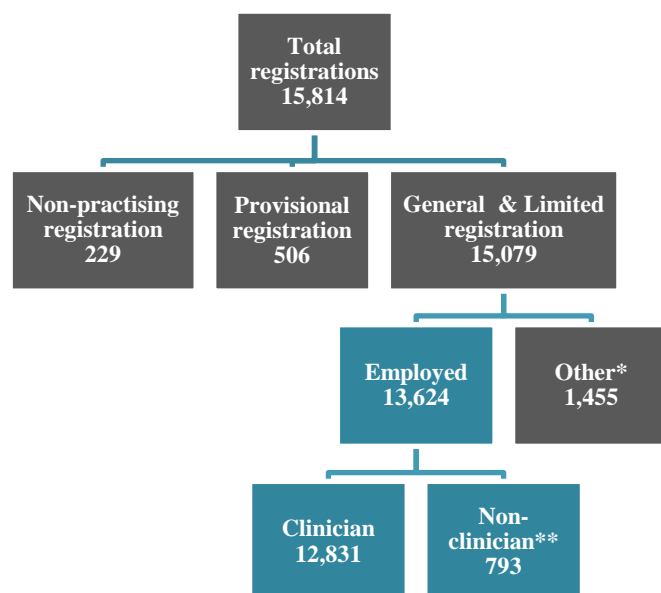 Total
registrations
15,814
Non-practising
registration
229
Provisional
registration
506
General & Limited
registration
15,079
Employed
13,624
Other*
1,455
Clinician
12,831
Non-
clinician**
793